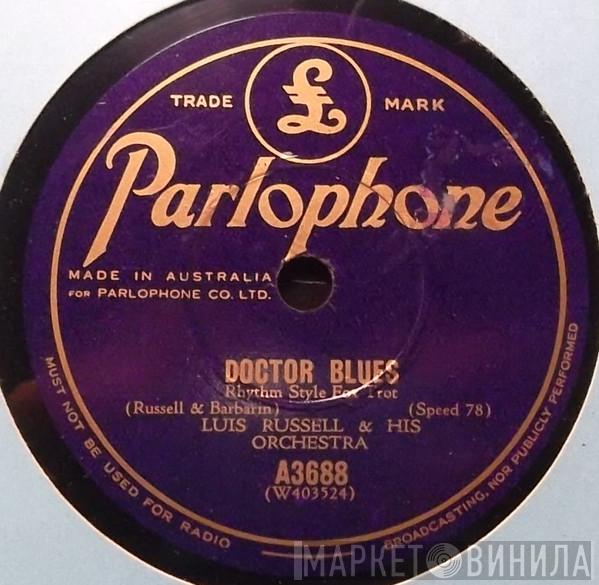 TRADE MARK
£
Parlophone
MADE IN AUSTRALIA
FOR PARLOPHONE CO. LTD.
DOCTOR BLUES
Rhythm Style Fox Trot
(Russell & Barbarin) (Speed 78)
LUIS RUSSELL & HIS
ORCHESTRA
A3688
(W403524)
MUST NOT BE USED FOR RADIO BROADCASTING, NOR PUBLICLY PERFORMED
МАРКЕТ ВИНИЛА